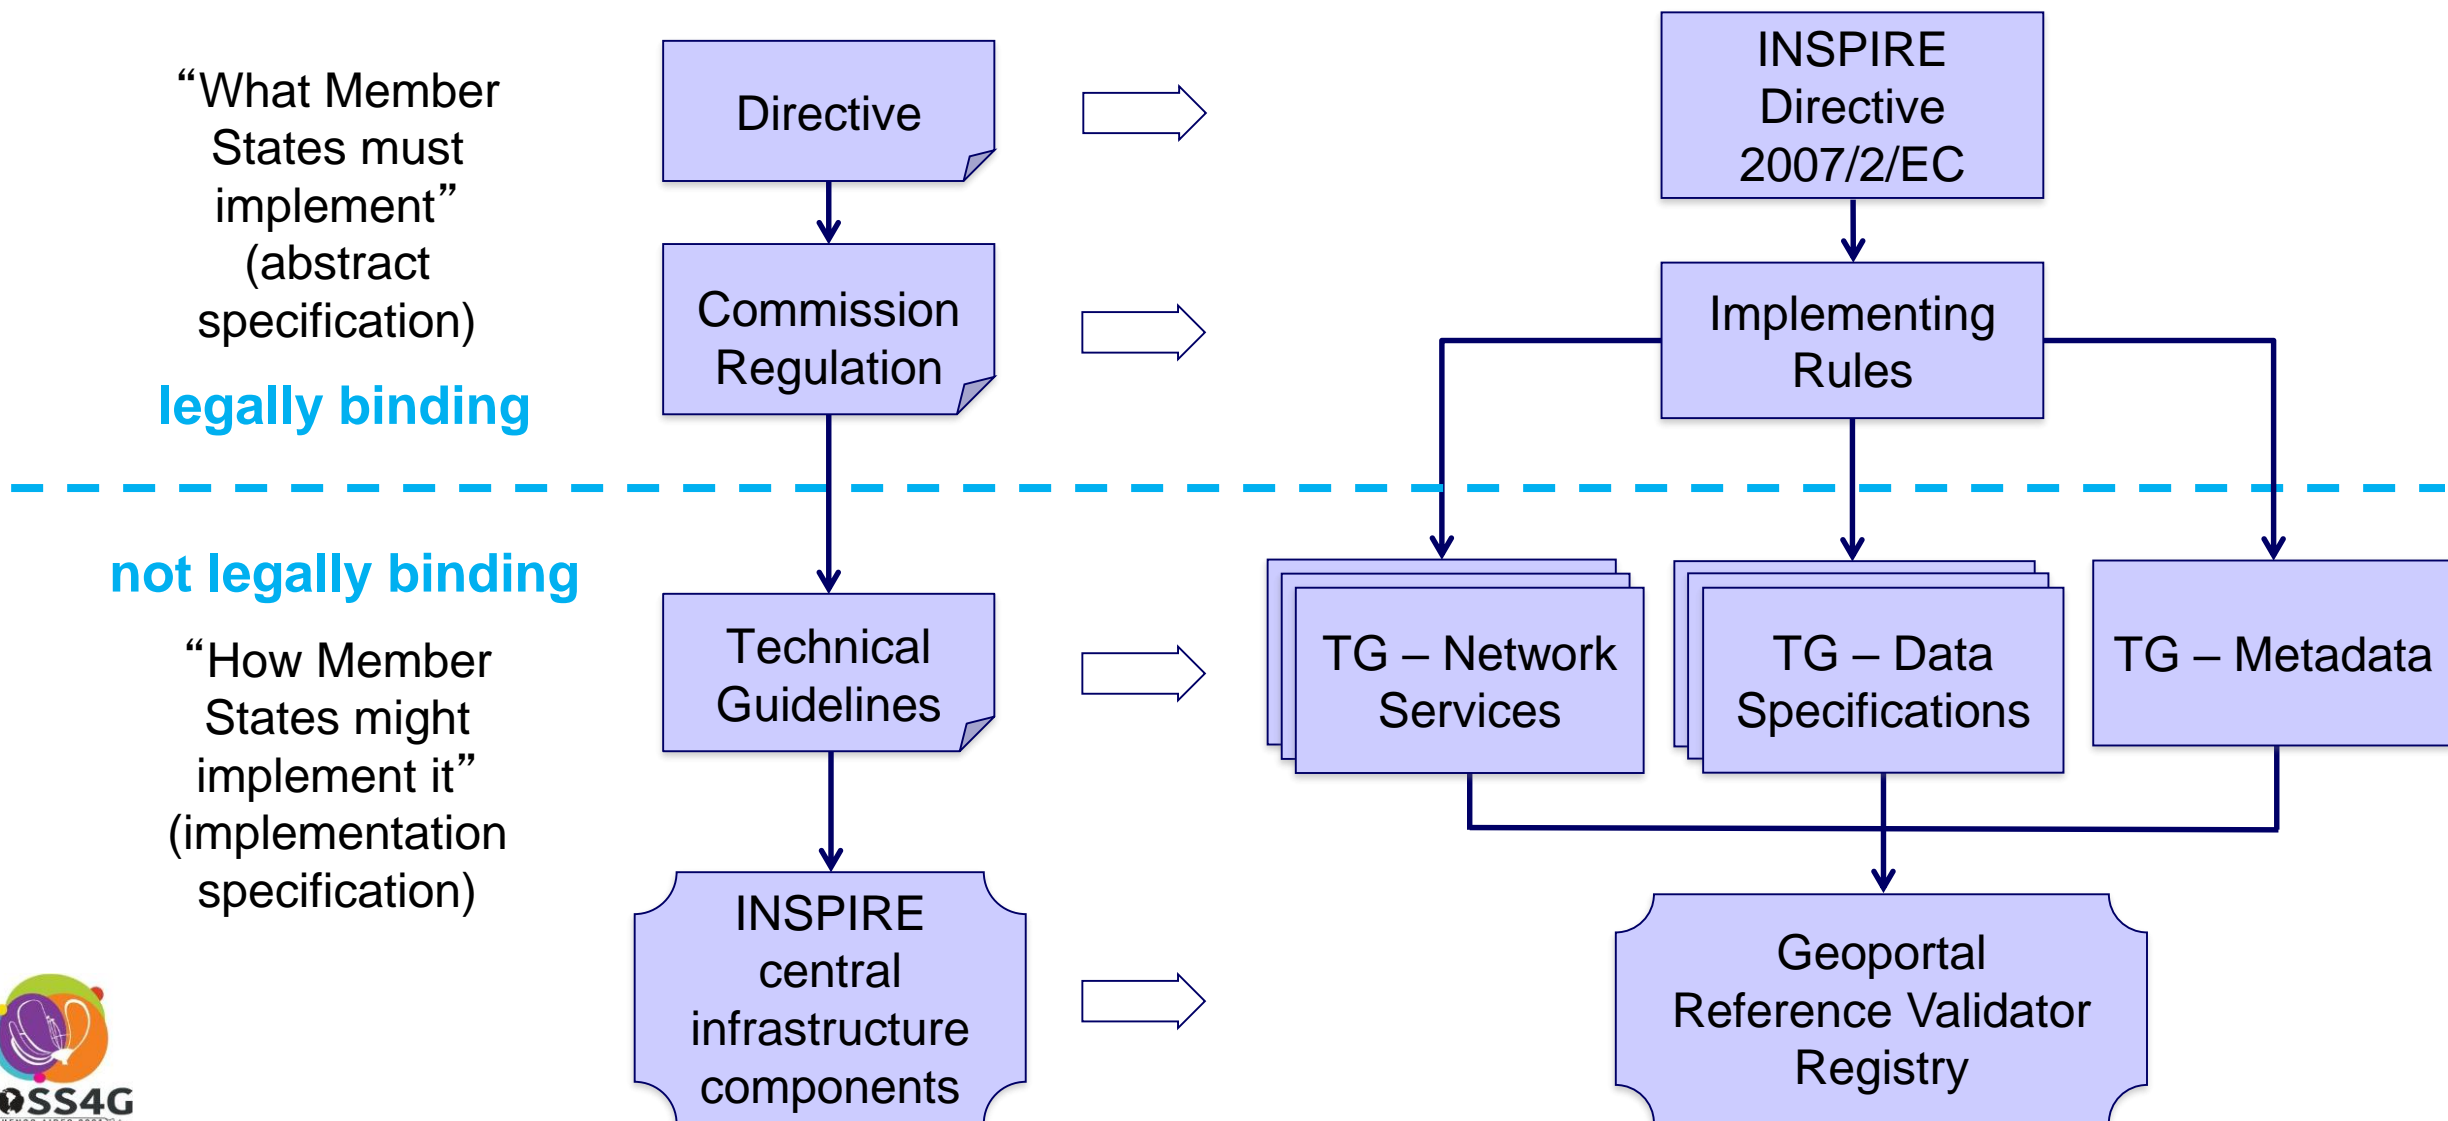 “What Member
States must
implement”
(abstract
specification)
legally binding
not legally binding
“How Member
States might
implement it”
(implementation
specification)
Directive
Commission
Regulation
Technical
Guidelines
INSPIRE
central
infrastructure
components
INSPIRE
Directive
2007/2/EC
Implementing
Rules
TG – Network
Services
TG – Data
Specifications
TG – Metadata
Geoportal
Reference Validator
Registry
OSS4G